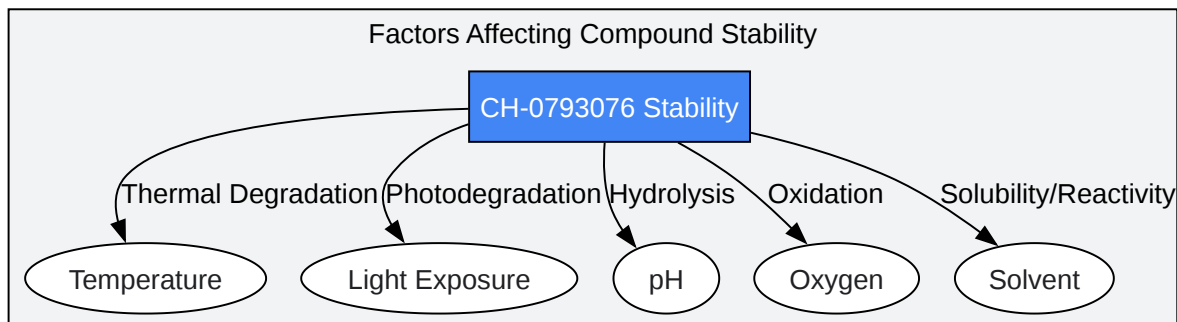 Factors Affecting Compound Stability
CH-0793076 Stability
Thermal Degradation
Photodegradation
Hydrolysis
Oxidation
Solubility/Reactivity
Temperature
Light Exposure
pH
Oxygen
Solvent